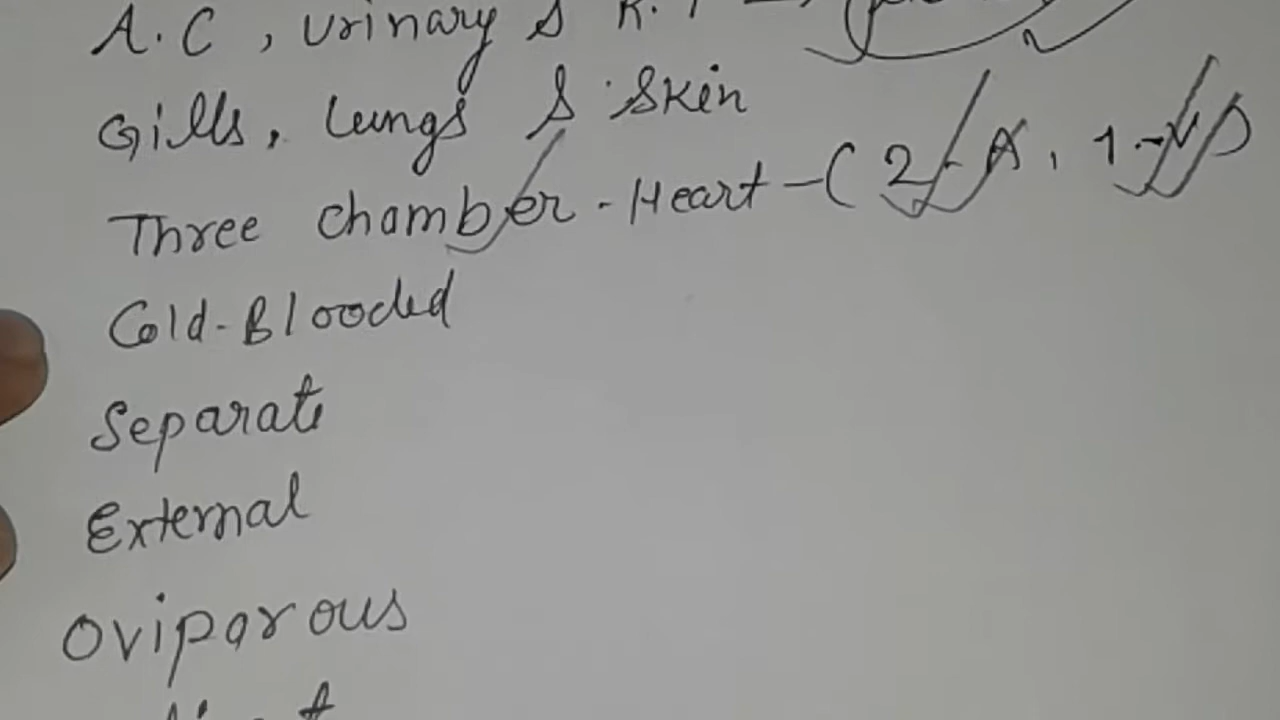 A.C, urinary & R.T →
Gills, Lungs & Skin
Three chamber-Heart-(2-A, 1-V)
Cold-Blooded
Separate
External
Oviparous